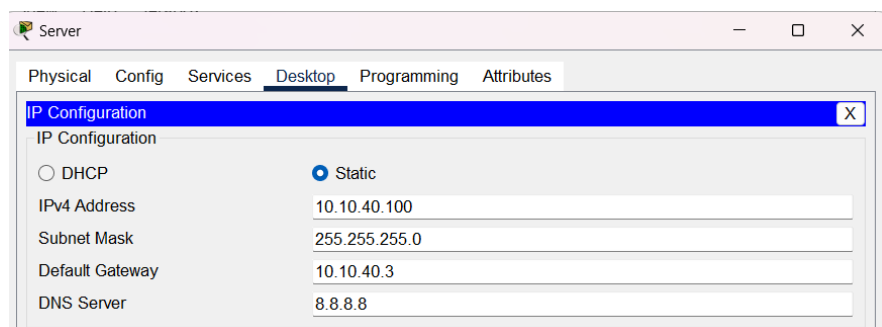 Server
Physical Config Services Desktop Programming Attributes
IP Configuration X
IP Configuration
DHCP Static
IPv4 Address 10.10.40.100
Subnet Mask 255.255.255.0
Default Gateway 10.10.40.3
DNS Server 8.8.8.8